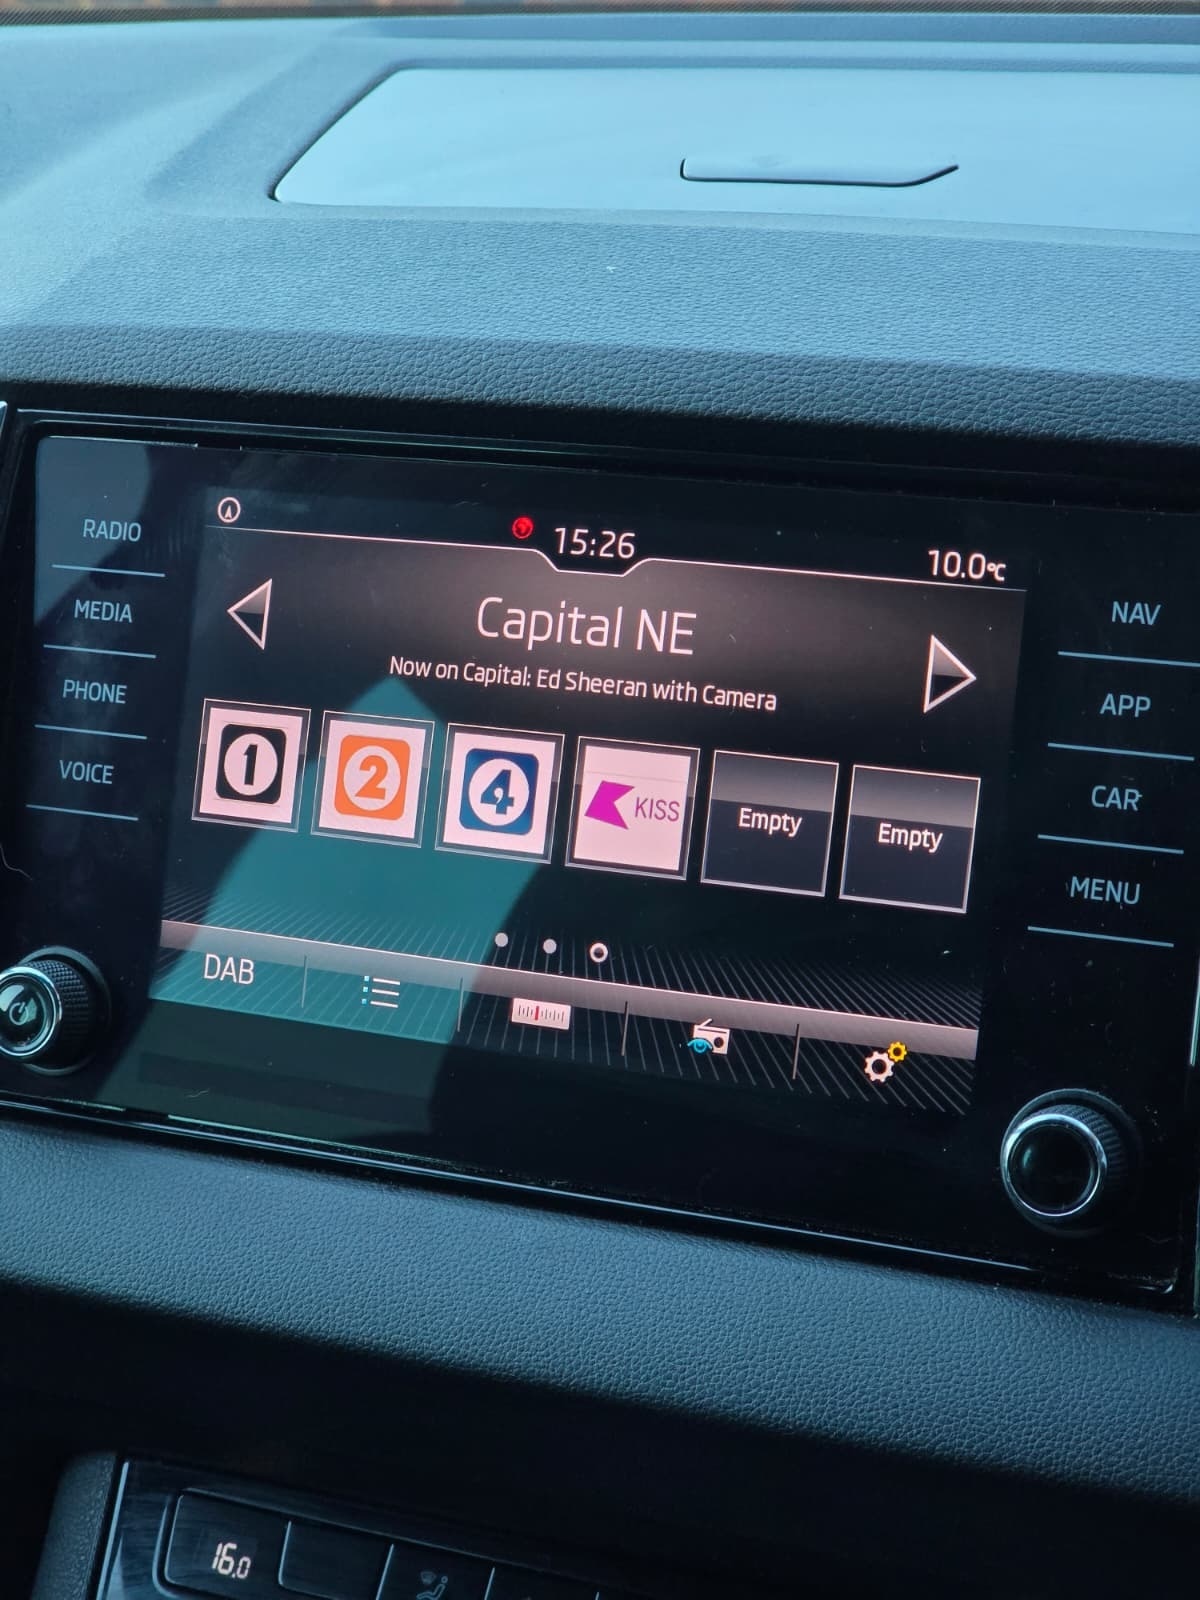 RADIO
MEDIA
PHONE
VOICE
15:26
10.0°C
Capital NE
Now on Capital: Ed Sheeran with Camera
1
2
4
KISS
Empty
Empty
DAB
NAV
APP
CAR
MENU
16.0